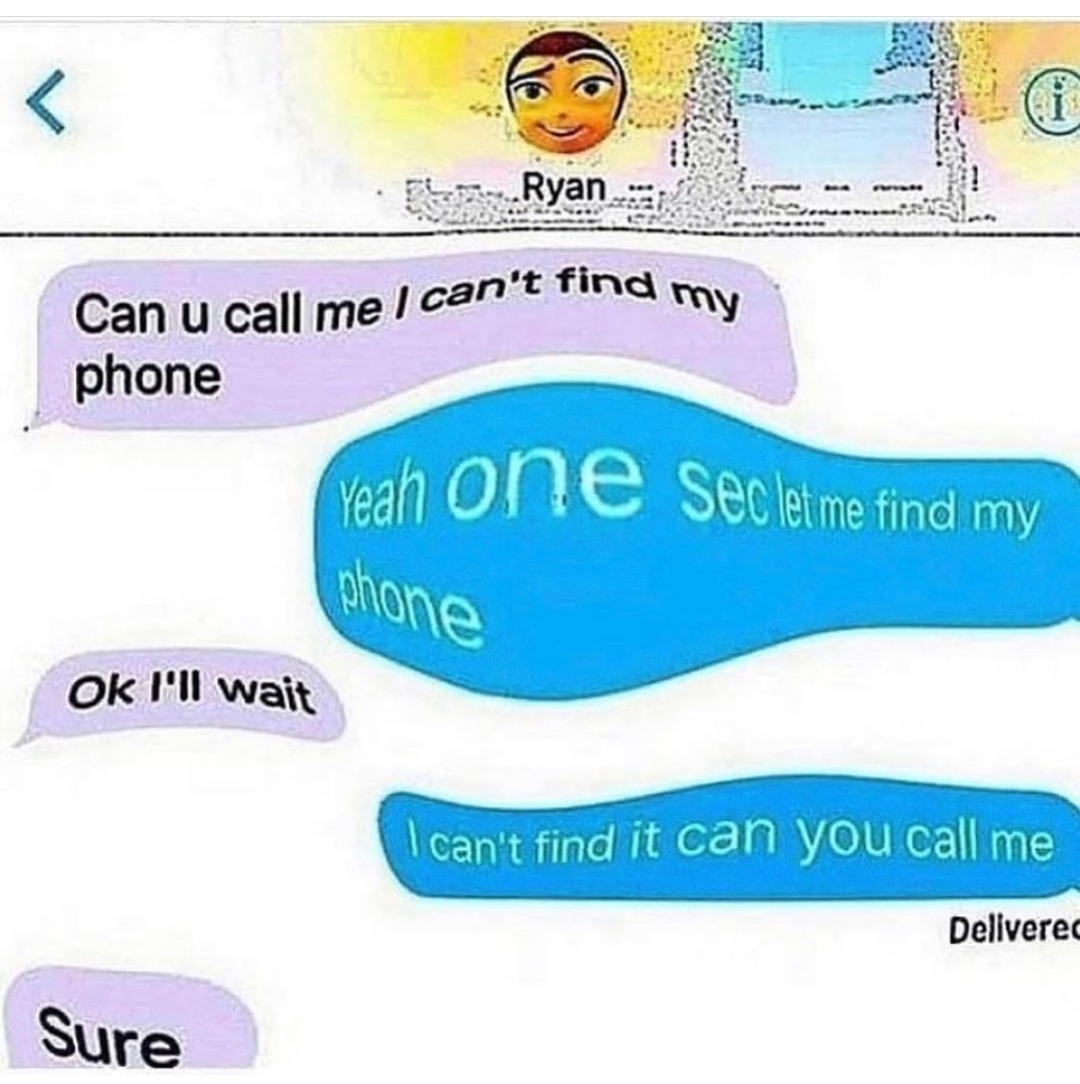 Ryan
Can u call me I can't find my
phone
Yeah one sec let me find my
phone
Ok I'll wait
I can't find it can you call me
Delivered
Sure